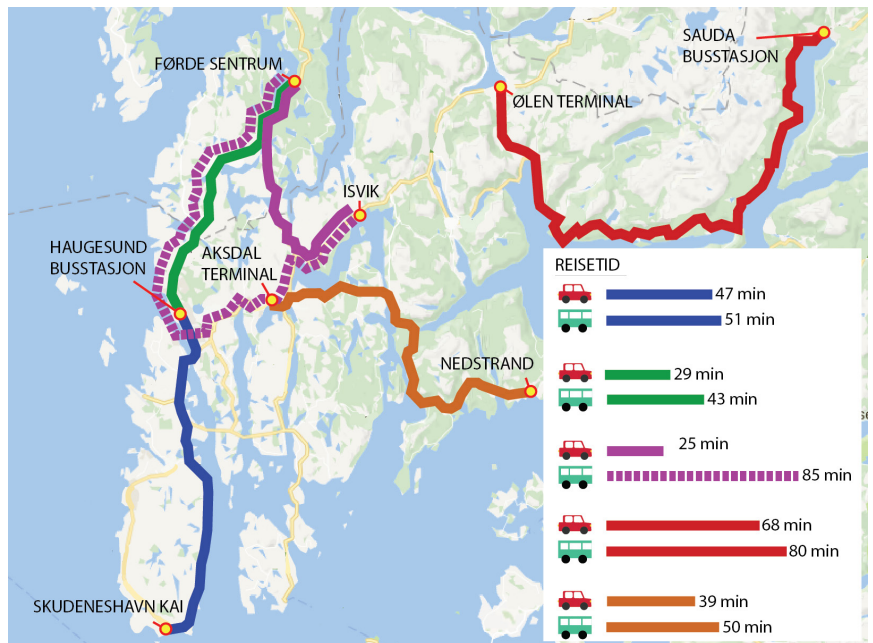 SAUDA
BUSSTASJON
FØRDE SENTRUM
ØLEN TERMINAL
ISVIK
HAUGESUND
BUSSTASJON
AKSDAL
TERMINAL
NEDSTRAND
SKUDENESHAVN KAI
REISETID
47 min
51 min
29 min
43 min
25 min
85 min
68 min
80 min
39 min
50 min